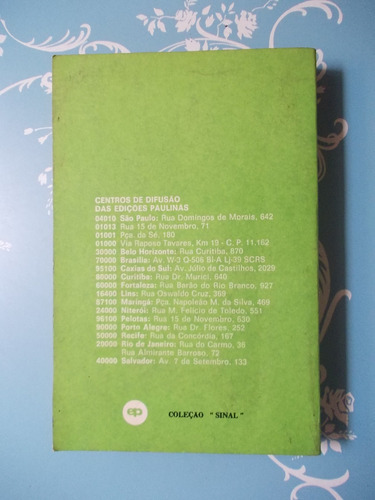 CENTROS DE DIFUSÃO
DAS EDIÇÕES PAULINAS
04010 São Paulo: Rua Domingos de Morais, 642
01013 Rua 15 de Novembro, 71
01001 Pça. da Sé, 180
01000 Via Raposo Tavares, Km 19 - C. P. 11.162
30000 Belo Horizonte: Rua Curitiba, 870
70000 Brasília: Av. W-3 Q-508 Bl-A Lj-39 SCRS
95100 Caxias do Sul: Av. Júlio de Castilhos, 2029
80000 Curitiba: Rua Dr. Murici, 640
60000 Fortaleza: Rua Barão do Rio Branco, 927
16400 Lins: Rua Oswaldo Cruz, 369
87100 Maringá: Pça. Napoleão M. da Silva, 469
24000 Niterói: Rua M. Felício de Toledo, 551
96100 Pelotas: Rua 15 de Novembro, 630
90000 Porto Alegre: Rua Dr. Flores, 252
50000 Recife: Rua da Concórdia, 167
20000 Rio de Janeiro: Rua do Carmo, 36
Rua Almirante Barroso, 72
40000 Salvador: Av. 7 de Setembro, 133
ep
COLEÇAO " SINAL "